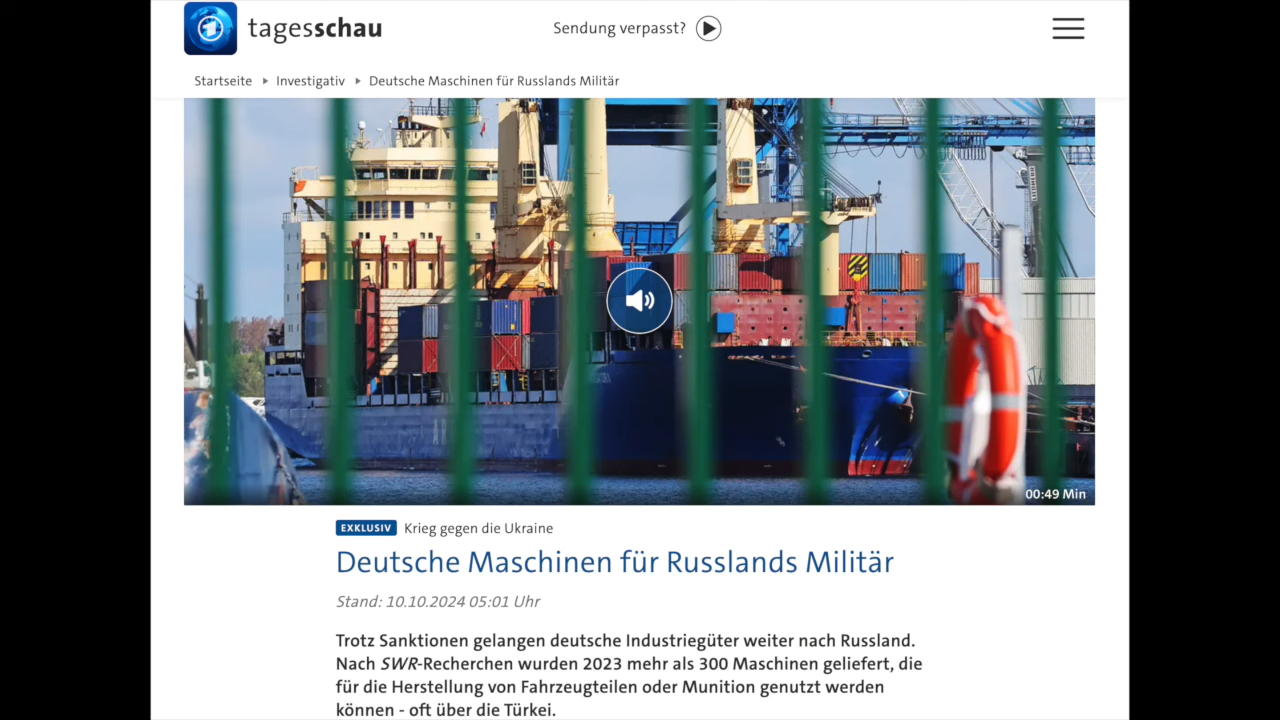 tagesschau
Sendung verpasst?
Startseite ▸ Investigativ ▸ Deutsche Maschinen für Russlands Militär
00:49 Min
EXKLUSIV Krieg gegen die Ukraine
Deutsche Maschinen für Russlands Militär
Stand: 10.10.2024 05:01 Uhr
Trotz Sanktionen gelangen deutsche Industriegüter weiter nach Russland.
Nach SWR-Recherchen wurden 2023 mehr als 300 Maschinen geliefert, die
für die Herstellung von Fahrzeugteilen oder Munition genutzt werden
können - oft über die Türkei.